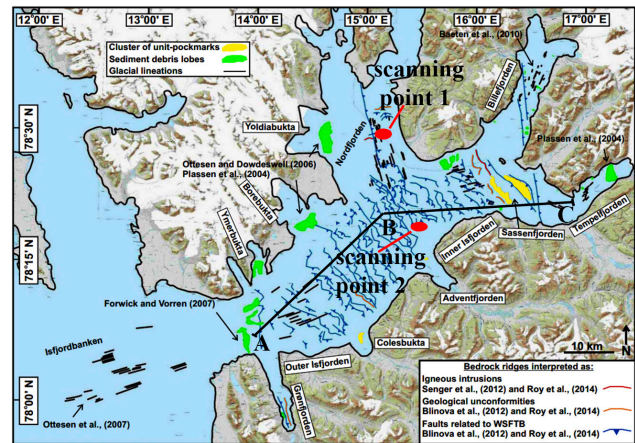 12°00'E 13°00'E 14°00'E 15°00'E 16°00'E 17°00'E
Cluster of unit-pockmarks
Sediment debris lobes
Glacial lineations
Baeten et al., (2010)
scanning
point 1
Billefjorden
Plassen et al., (2004)
78°30'N
Yoldiabukta
Nordfjorden
Ottesen and Dowdeswell (2006)
Plassen et al., (2004)
Borebukta
Ymerbukta
B
C
Tempelfjorden
Sassenfjorden
Inner Isfjorden
78°15'N
scanning
point 2
Adventfjorden
Forwick and Vorren (2007)
A
Isfjordbanken
Colesbukta
10 km
N
Outer Isfjorden
Grønfjorden
78°00'N
Ottesen et al., (2007)
Bedrock ridges interpreted as:
Igneous intrusions
Senger et al., (2012) and Roy et al., (2014)
Geological unconformities
Blinova et al., (2012) and Roy et al., (2014)
Faults related to WSFTB
Blinova et al., (2012) and Roy et al., (2014)